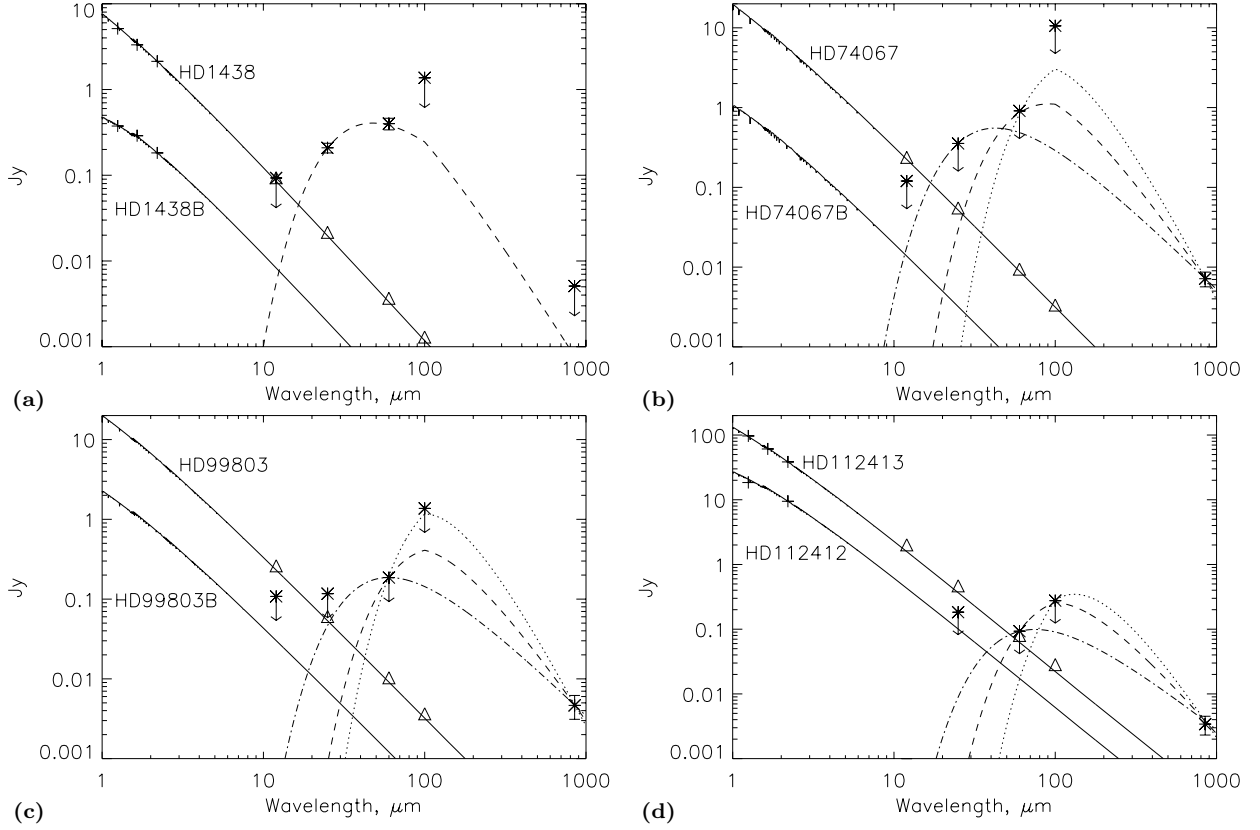 10
1
0.1
0.01
0.001
Jy
HD1438
HD1438B
1
10
100
1000
Wavelength, μm
(a)
10
1
0.1
0.01
0.001
Jy
HD74067
HD74067B
1
10
100
1000
Wavelength, μm
(b)
10
1
0.1
0.01
0.001
Jy
HD99803
HD99803B
1
10
100
1000
Wavelength, μm
(c)
100
10
1
0.1
0.01
0.001
Jy
HD112413
HD112412
1
10
100
1000
Wavelength, μm
(d)